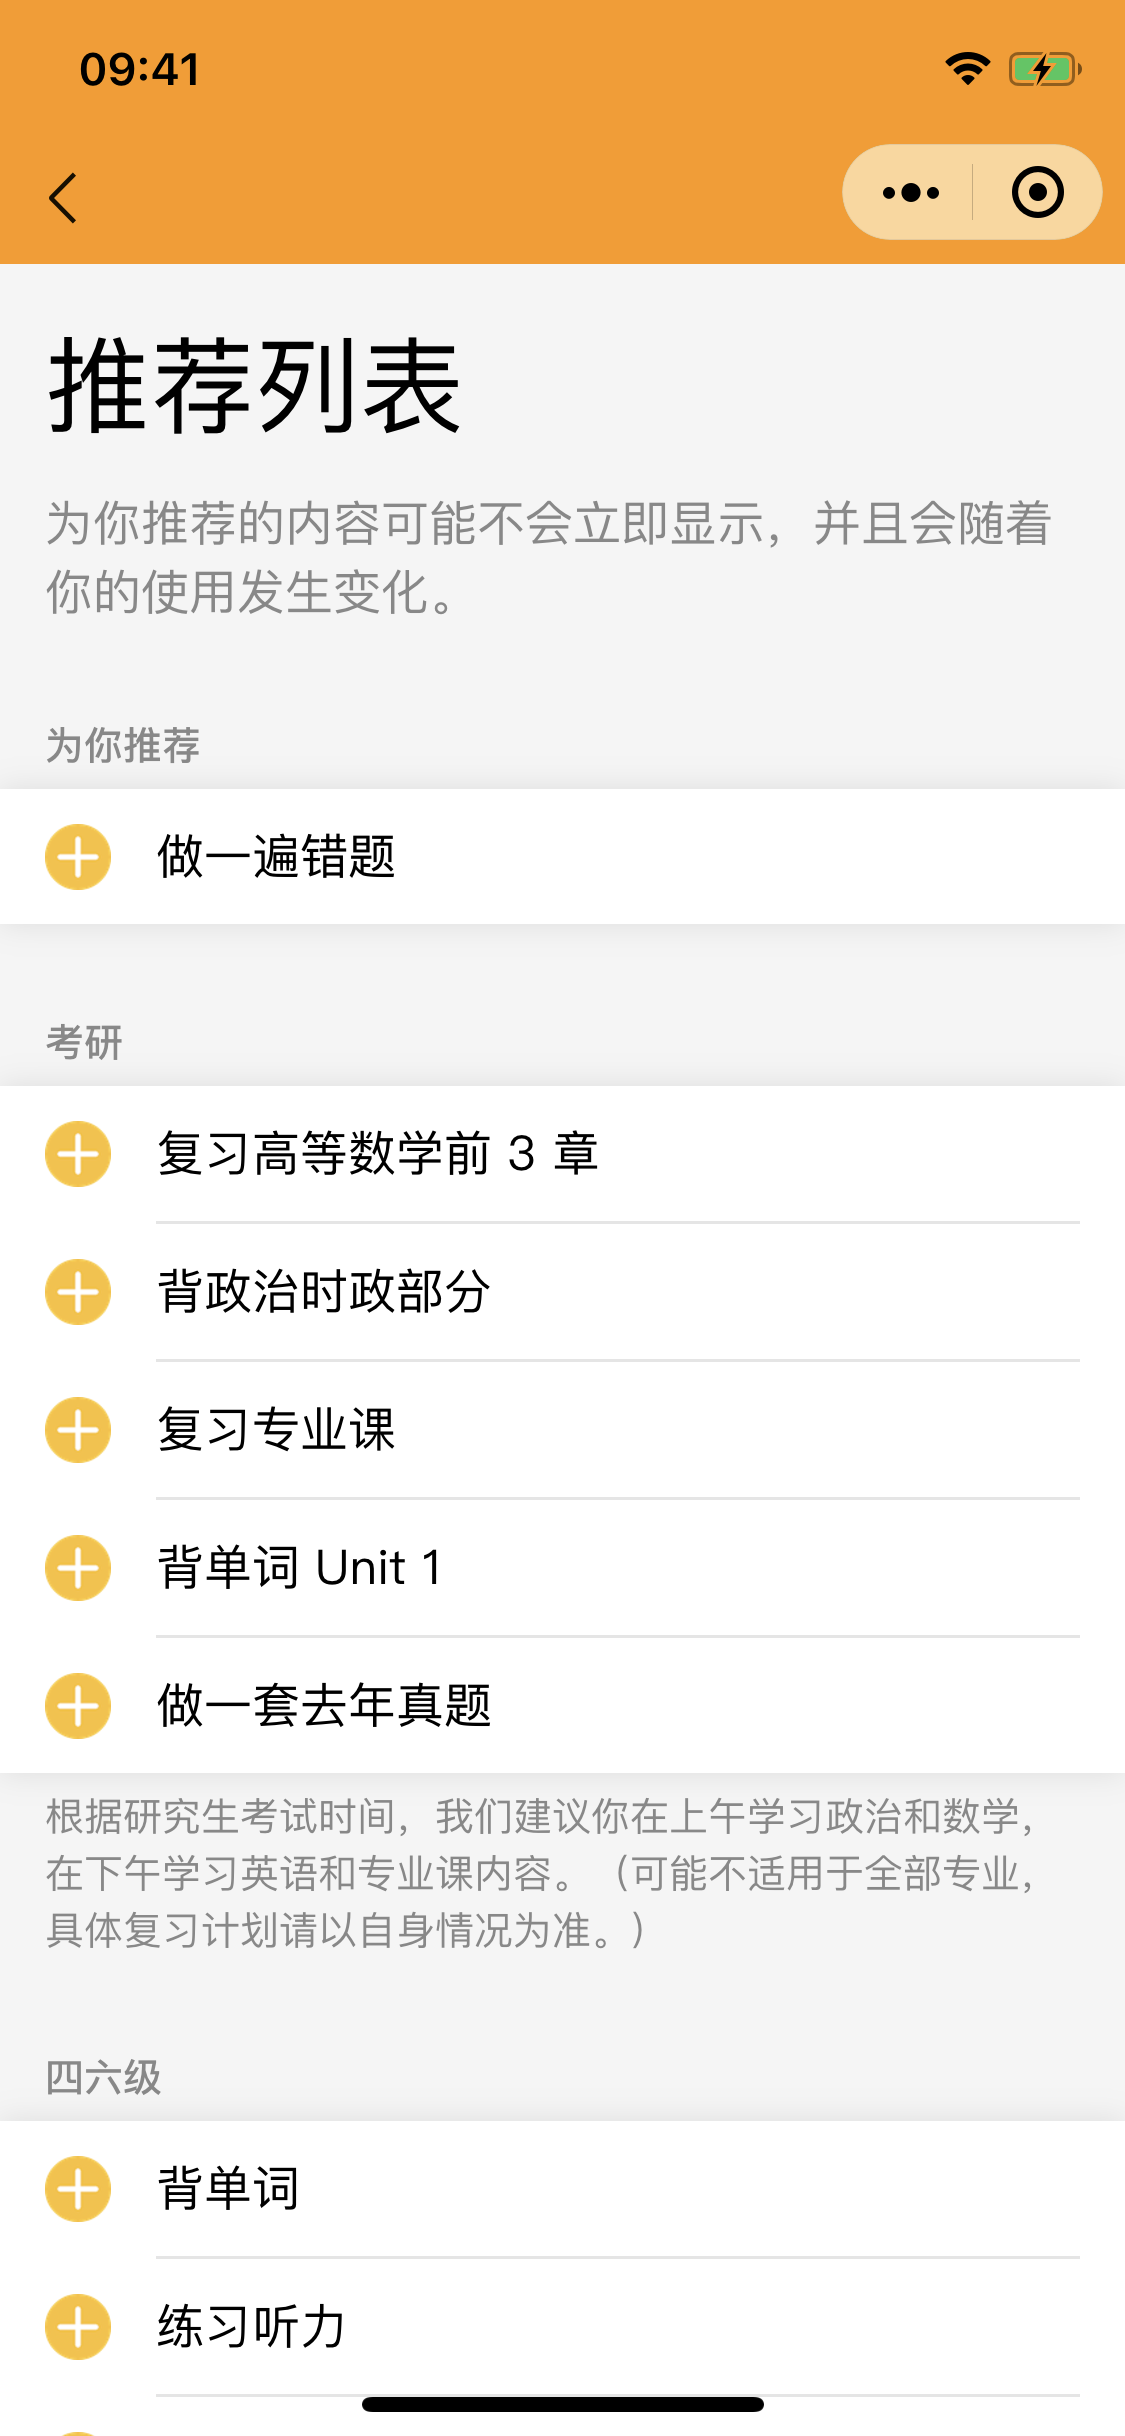 09:41
推荐列表
为你推荐的内容可能不会立即显示，并且会随着
你的使用发生变化。
为你推荐
做一遍错题
考研
复习高等数学前 3 章
背政治时政部分
复习专业课
背单词 Unit 1
做一套去年真题
根据研究生考试时间，我们建议你在上午学习政治和数学，
在下午学习英语和专业课内容。（可能不适用于全部专业，
具体复习计划请以自身情况为准。）
四六级
背单词
练习听力